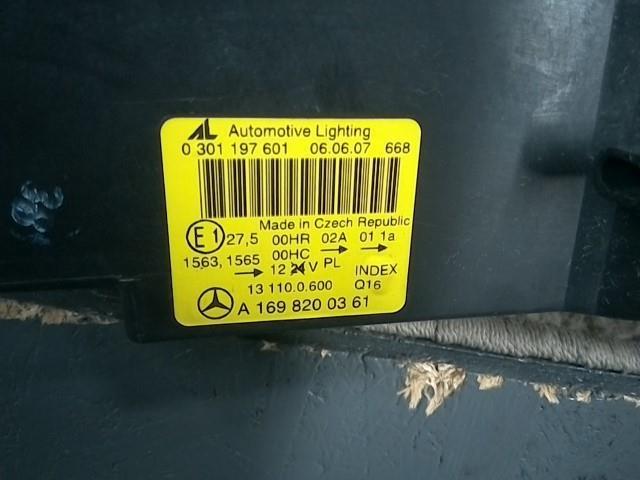 AL Automotive Lighting
0 301 197 601 06.06.07 668
Made in Czech Republic
E1 27,5 00HR 02A 01 1a
1563, 1565 00HC → →
→ 12 24 V PL INDEX
13 110.0.600 Q16
A 169 820 03 61